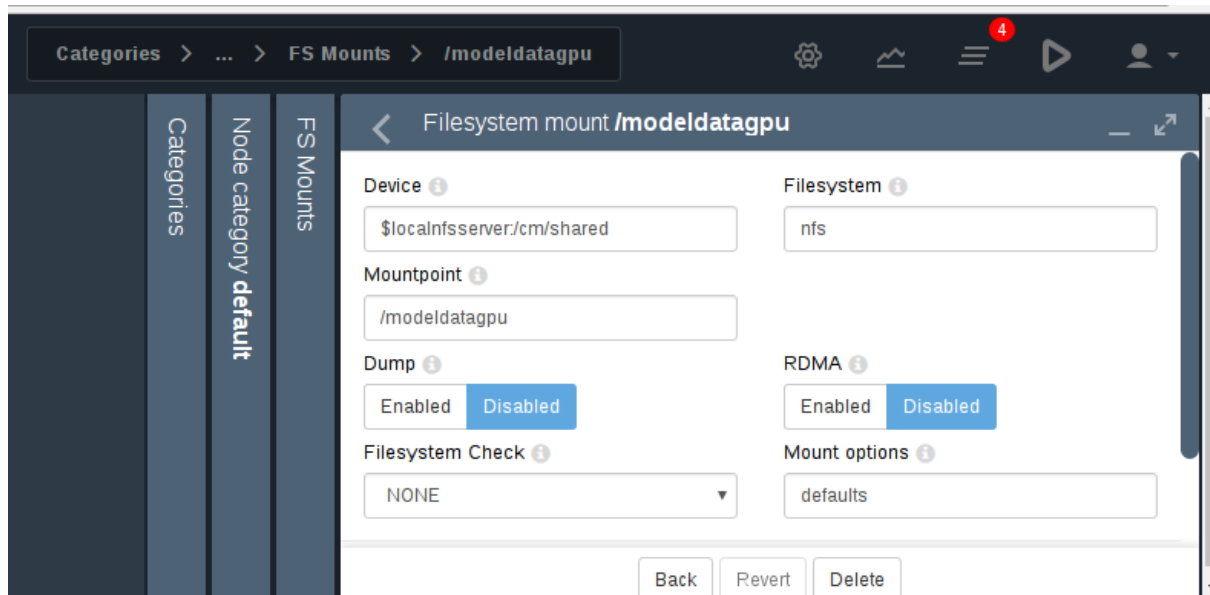 Categories > ... > FS Mounts > /modeldatagpu
4
Categories
Node category default
FS Mounts
Filesystem mount /modeldatagpu
Device
Filesystem
$localnfsserver:/cm/shared
nfs
Mountpoint
/modeldatagpu
Dump
RDMA
Enabled Disabled
Enabled Disabled
Filesystem Check
Mount options
NONE
defaults
Back Revert Delete